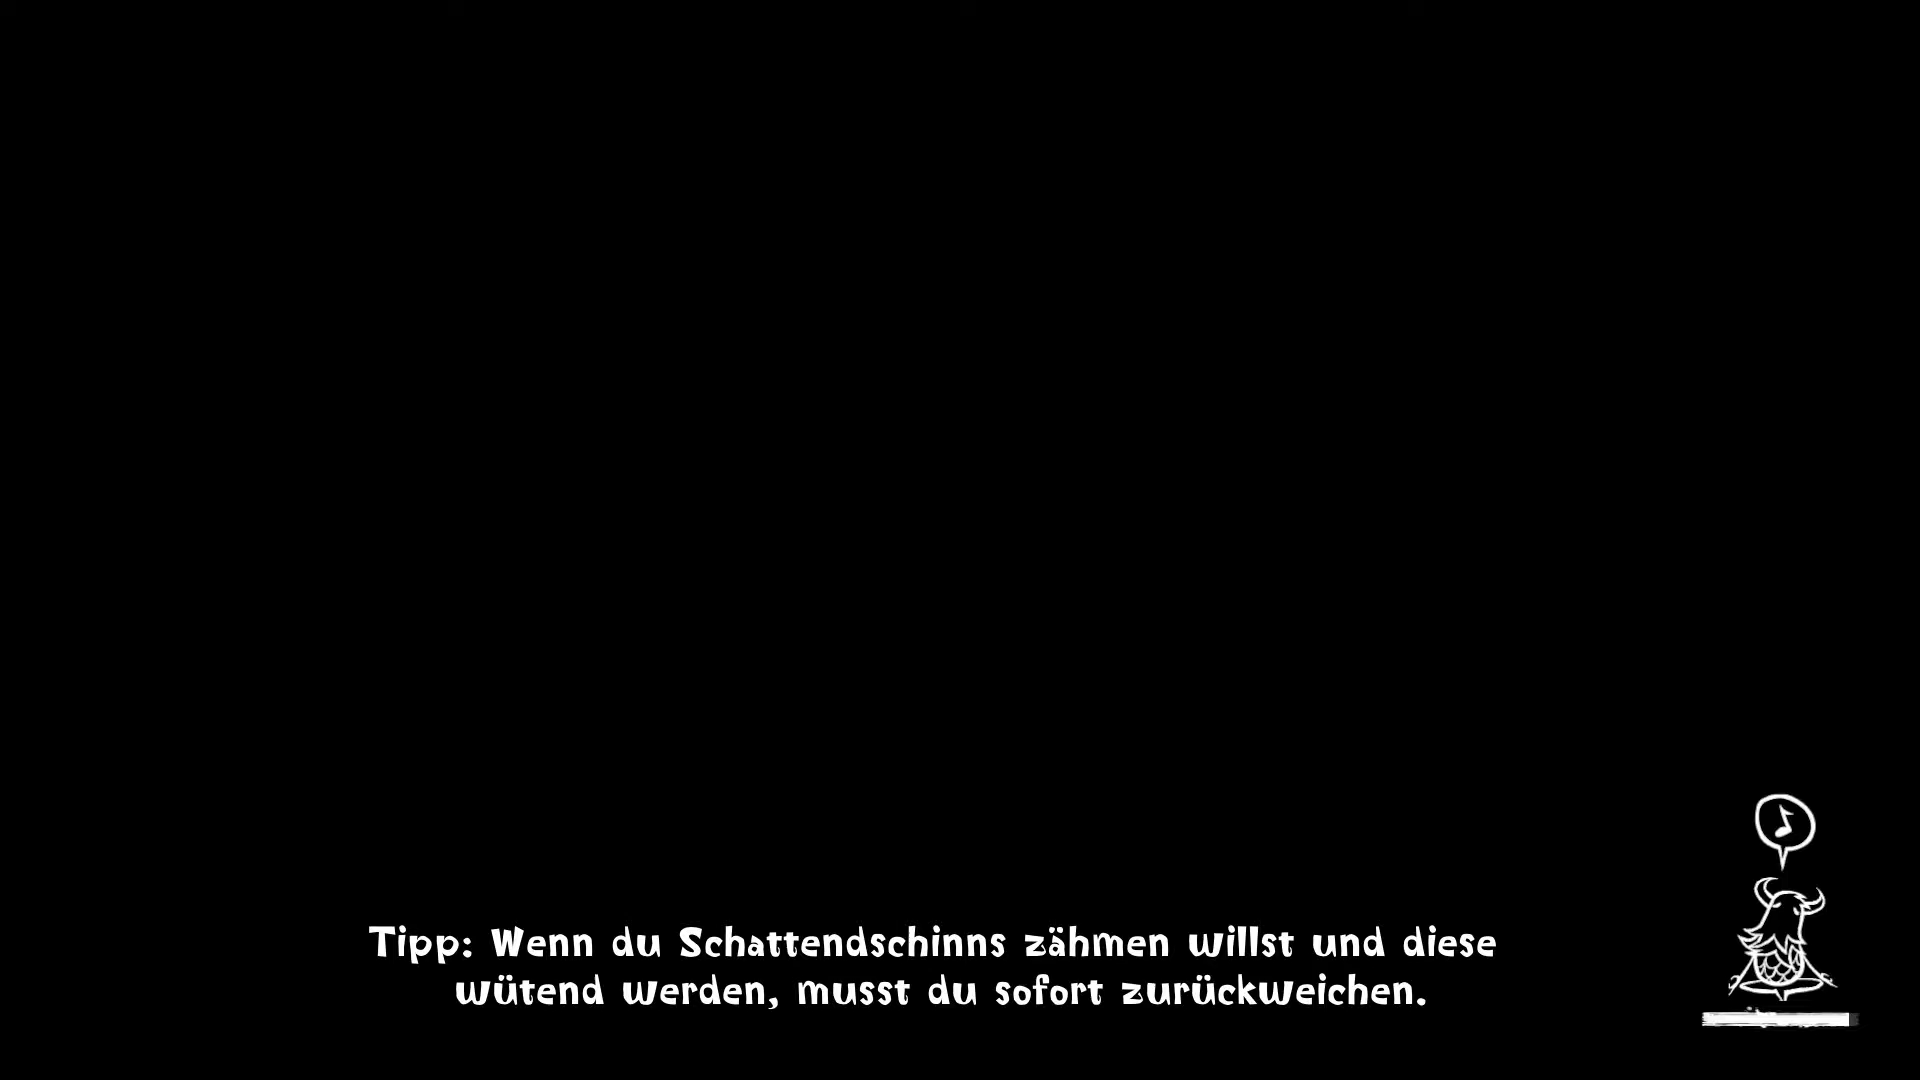 Tipp: Wenn du Schattendschinns zähmen willst und diese
wütend werden, musst du sofort zurückweichen.